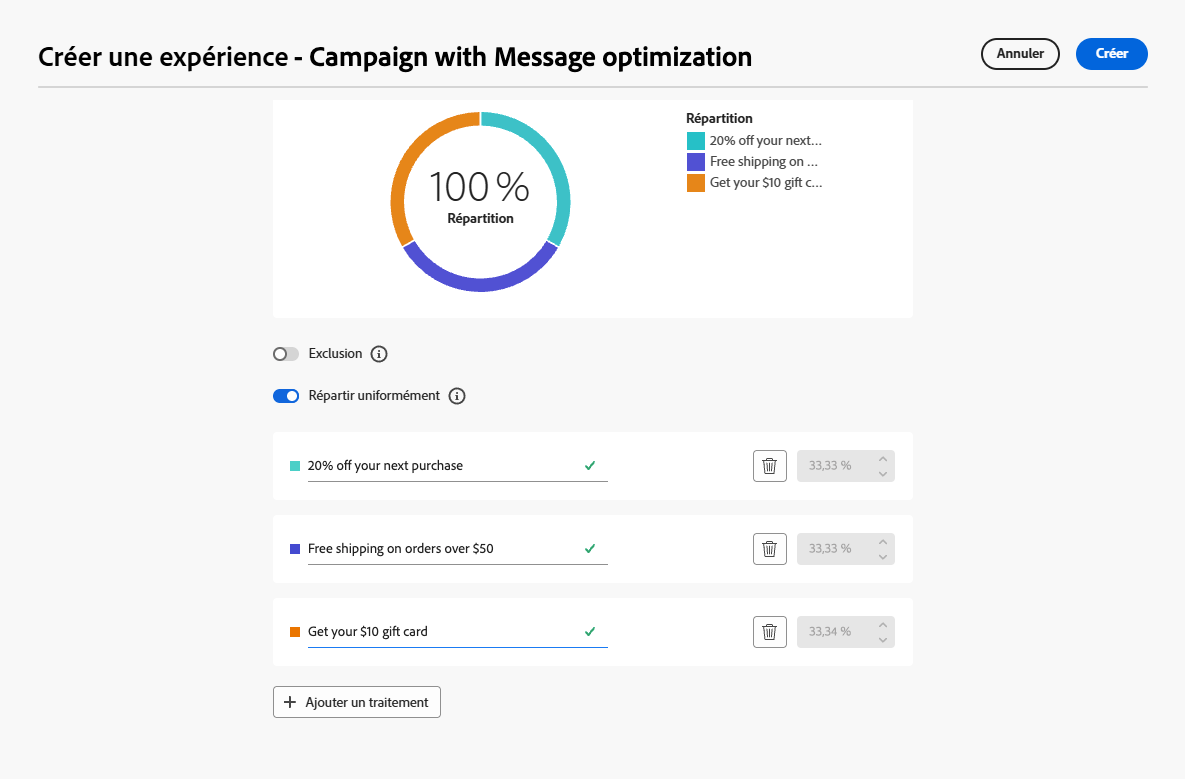 Créer une expérience - Campaign with Message optimization
Annuler
Créer
100 %
Répartition
Répartition
20% off your next...
Free shipping on ...
Get your $10 gift c...
Exclusion
Répartir uniformément
20% off your next purchase
33,33 %
Free shipping on orders over $50
33,33 %
Get your $10 gift card
33,34 %
Ajouter un traitement